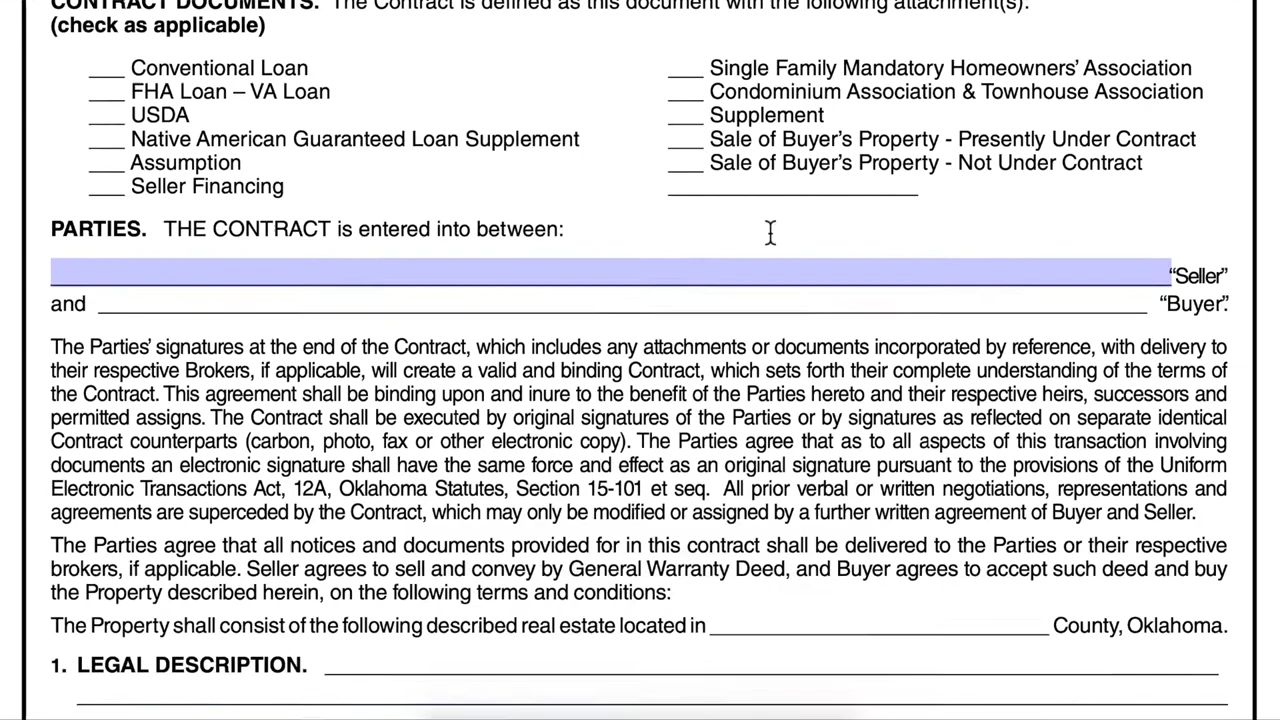 CONTRACT DOCUMENTS. The Contract is defined as this document with the following attachment(s):
(check as applicable)
___ Conventional Loan
___ FHA Loan – VA Loan
___ USDA
___ Native American Guaranteed Loan Supplement
___ Assumption
___ Seller Financing
___ Single Family Mandatory Homeowners’ Association
___ Condominium Association & Townhouse Association
___ Supplement
___ Sale of Buyer’s Property - Presently Under Contract
___ Sale of Buyer’s Property - Not Under Contract
PARTIES. THE CONTRACT is entered into between:
“Seller”
and ___ “Buyer”.
The Parties’ signatures at the end of the Contract, which includes any attachments or documents incorporated by reference, with delivery to
their respective Brokers, if applicable, will create a valid and binding Contract, which sets forth their complete understanding of the terms of
the Contract. This agreement shall be binding upon and inure to the benefit of the Parties hereto and their respective heirs, successors and
permitted assigns. The Contract shall be executed by original signatures of the Parties or by signatures as reflected on separate identical
Contract counterparts (carbon, photo, fax or other electronic copy). The Parties agree that as to all aspects of this transaction involving
documents an electronic signature shall have the same force and effect as an original signature pursuant to the provisions of the Uniform
Electronic Transactions Act, 12A, Oklahoma Statutes, Section 15-101 et seq. All prior verbal or written negotiations, representations and
agreements are superceded by the Contract, which may only be modified or assigned by a further written agreement of Buyer and Seller.
The Parties agree that all notices and documents provided for in this contract shall be delivered to the Parties or their respective
brokers, if applicable. Seller agrees to sell and convey by General Warranty Deed, and Buyer agrees to accept such deed and buy
the Property described herein, on the following terms and conditions:
The Property shall consist of the following described real estate located in ___ County, Oklahoma.
1. LEGAL DESCRIPTION. ___